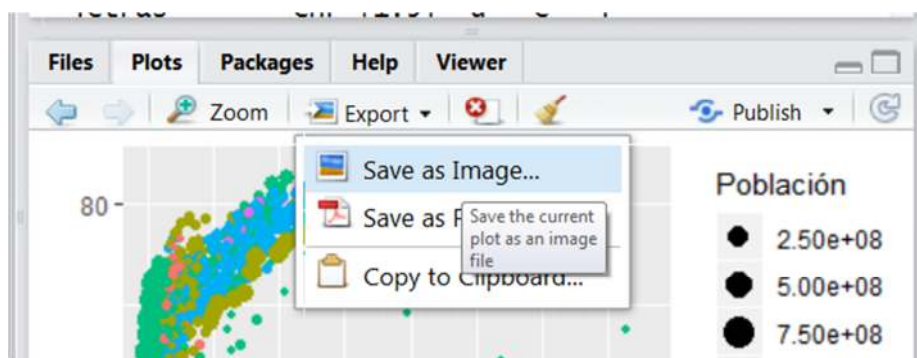 Files Plots Packages Help Viewer
Zoom Export Publish
Save as Image...
Save as
Save the current
plot as an image
file
Copy to Clipboard...
80
Población
2.50e+08
5.00e+08
7.50e+08